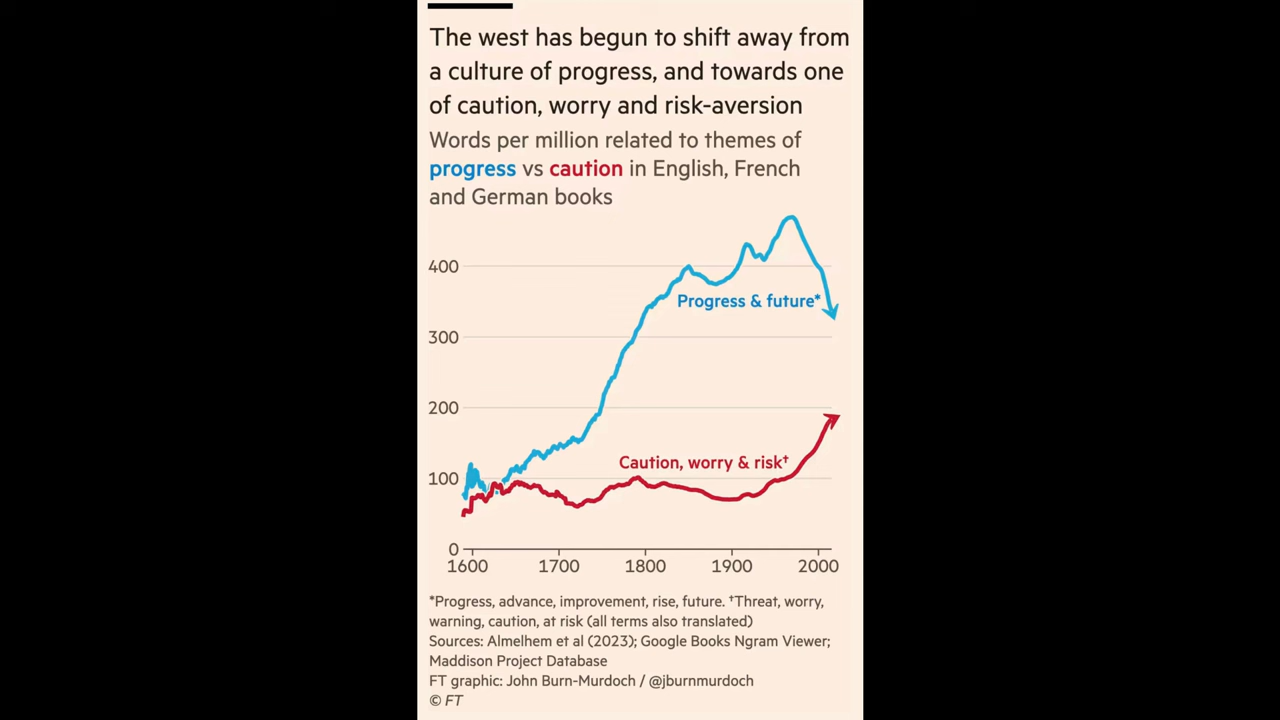 The west has begun to shift away from
a culture of progress, and towards one
of caution, worry and risk-aversion
Words per million related to themes of
progress vs caution in English, French
and German books
400
Progress & future*
300
200
Caution, worry & risk†
100
0
1600 1700 1800 1900 2000
*Progress, advance, improvement, rise, future. †Threat, worry,
warning, caution, at risk (all terms also translated)
Sources: Almelhem et al (2023); Google Books Ngram Viewer;
Maddison Project Database
FT graphic: John Burn-Murdoch / @jburnmurdoch
© FT